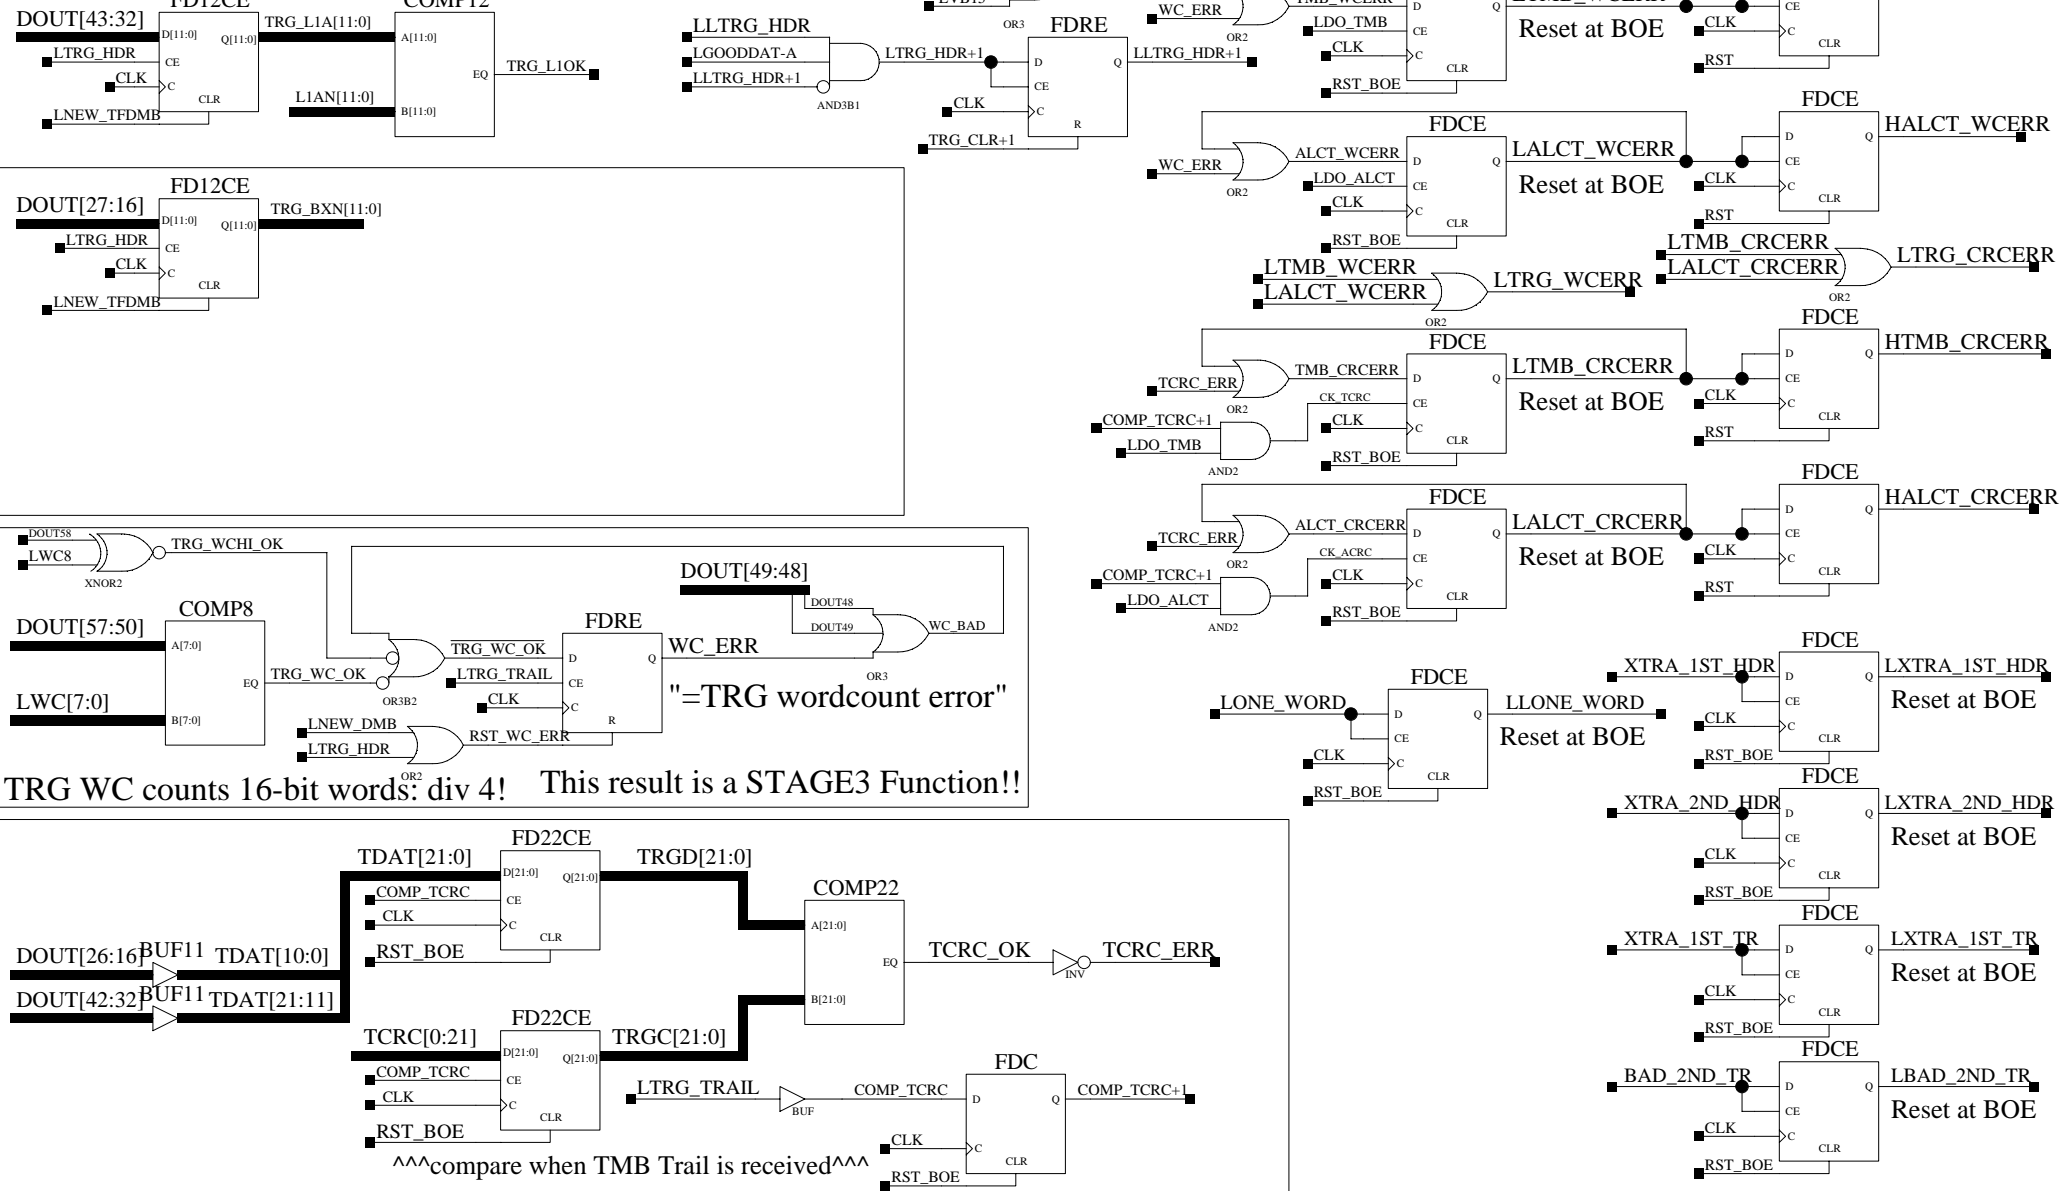 FD12CE
COMP12
DOUT[43:32]
D[11:0]
Q[11:0]
TRG_L1A[11:0]
A[11:0]
LTRG_HDR
CE
CLK
C
CLR
LNEW_TFDMB
EQ
TRG_L1OK
L1AN[11:0]
B[11:0]
LLTRG_HDR
LGOODDAT-A
LLTRG_HDR+1
AND3B1
LTRG_HDR+1
OR3
FDRE
D
CE
C
Q
R
LLTRG_HDR+1
CLK
TRG_CLR+1
WC_ERR
OR2
D
Q
LDO_TMB
CE
CLK
C
CLR
RST_BOE
Reset at BOE
CE
CLK
C
CLR
RST
FDCE
D
Q
HALCT_WCERR
CE
CLK
C
CLR
RST
WC_ERR
OR2
ALCT_WCERR
FDCE
D
Q
LALCT_WCERR
LDO_ALCT
CE
Reset at BOE
CLK
C
CLR
RST_BOE
DOUT[27:16]
FD12CE
D[11:0]
Q[11:0]
TRG_BXN[11:0]
LTRG_HDR
CE
CLK
C
CLR
LNEW_TFDMB
LTMB_WCERR
LALCT_WCERR
LTRG_WCERR
OR2
LTMB_CRCERR
LALCT_CRCERR
LTRG_CRCERR
OR2
TCRC_ERR
OR2
TMB_CRCERR
FDCE
D
Q
LTMB_CRCERR
CK_TCRC
CE
Reset at BOE
COMP_TCRC+1
LDO_TMB
AND2
CLK
C
CLR
RST_BOE
FDCE
D
Q
HTMB_CRCERR
CE
CLK
C
CLR
RST
TCRC_ERR
OR2
ALCT_CRCERR
FDCE
D
Q
LALCT_CRCERR
CK_ACRC
CE
Reset at BOE
COMP_TCRC+1
LDO_ALCT
AND2
CLK
C
CLR
RST_BOE
FDCE
D
Q
HALCT_CRCERR
CE
CLK
C
CLR
RST
DOUT58
LWC8
XNOR2
TRG_WCHI_OK
COMP8
DOUT[57:50]
A[7:0]
EQ
TRG_WC_OK
LWC[7:0]
B[7:0]
OR3B2
TRG_WC_OK
LTRG_TRAIL
CLK
FDRE
D
CE
C
Q
R
WC_ERR
"=TRG wordcount error"
DOUT[49:48]
DOUT48
DOUT49
WC_BAD
OR3
LNEW_DMB
LTRG_HDR
OR2
RST_WC_ERR
TRG WC counts 16-bit words: div 4!
This result is a STAGE3 Function!!
LONE_WORD
FDCE
D
Q
LLONE_WORD
CE
Reset at BOE
CLK
C
CLR
RST_BOE
XTRA_1ST_HDR
FDCE
D
Q
LXTRA_1ST_HDR
CE
Reset at BOE
CLK
C
CLR
RST_BOE
XTRA_2ND_HDR
FDCE
D
Q
LXTRA_2ND_HDR
CE
Reset at BOE
CLK
C
CLR
RST_BOE
XTRA_1ST_TR
FDCE
D
Q
LXTRA_1ST_TR
CE
Reset at BOE
CLK
C
CLR
RST_BOE
BAD_2ND_TR
FDCE
D
Q
LBAD_2ND_TR
CE
Reset at BOE
CLK
C
CLR
RST_BOE
TDAT[21:0]
FD22CE
D[21:0]
Q[21:0]
TRGD[21:0]
COMP_TCRC
CE
CLK
C
CLR
RST_BOE
DOUT[26:16]
BUF11
TDAT[10:0]
DOUT[42:32]
BUF11
TDAT[21:11]
COMP22
A[21:0]
EQ
B[21:0]
TCRC_OK
INV
TCRC_ERR
TCRC[0:21]
FD22CE
D[21:0]
Q[21:0]
TRGC[21:0]
COMP_TCRC
CE
CLK
C
CLR
RST_BOE
LTRG_TRAIL
BUF
COMP_TCRC
FDC
D
Q
COMP_TCRC+1
CLK
C
CLR
RST_BOE
^^^compare when TMB Trail is received^^^